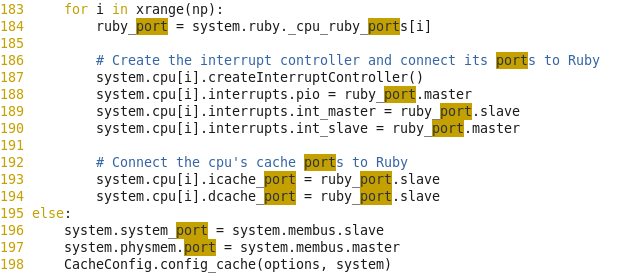 183     for i in xrange(np):
184         ruby_port = system.ruby._cpu_ruby_ports[i]
185
186         # Create the interrupt controller and connect its ports to Ruby
187         system.cpu[i].createInterruptController()
188         system.cpu[i].interrupts.pio = ruby_port.master
189         system.cpu[i].interrupts.int_master = ruby_port.slave
190         system.cpu[i].interrupts.int_slave = ruby_port.master
191
192         # Connect the cpu's cache ports to Ruby
193         system.cpu[i].icache_port = ruby_port.slave
194         system.cpu[i].dcache_port = ruby_port.slave
195 else:
196     system.system_port = system.membus.slave
197     system.physmem.port = system.membus.master
198     CacheConfig.config_cache(options, system)